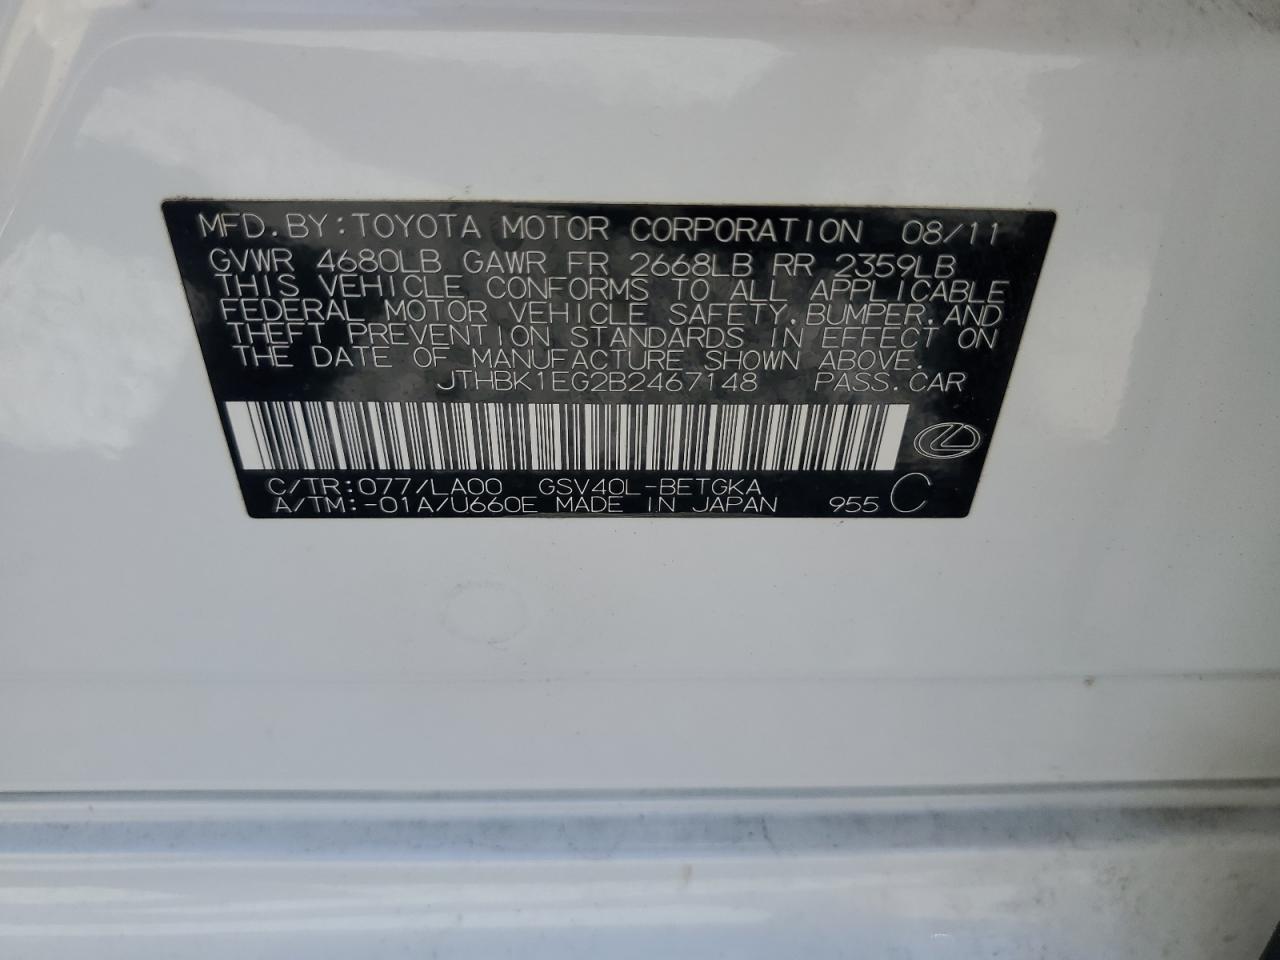 MFD.BY:TOYOTA MOTOR CORPORATION 08/11
GVWR 4680LB GAWR FR 2668LB RR 2359LB
THIS VEHICLE CONFORMS TO ALL APPLICABLE
FEDERAL MOTOR VEHICLE SAFETY,BUMPER,AND
THEFT PREVENTION STANDARDS IN EFFECT ON
THE DATE OF MANUFACTURE SHOWN ABOVE.
JTHBK1EG2B2467148 PASS.CAR
C/TR:077/LA00 GSV40L-BETGKA
A/TM:-01A/U660E MADE IN JAPAN 955 C